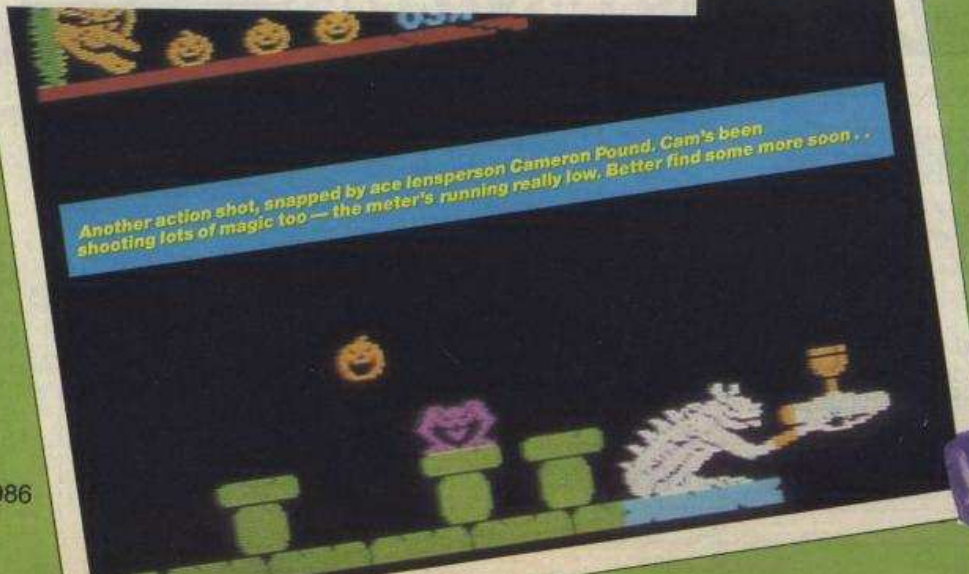 Another action shot, snapped by ace lensperson Cameron Pound. Cam's been
shooting lots of magic too — the meter's running really low. Better find some more soon . .